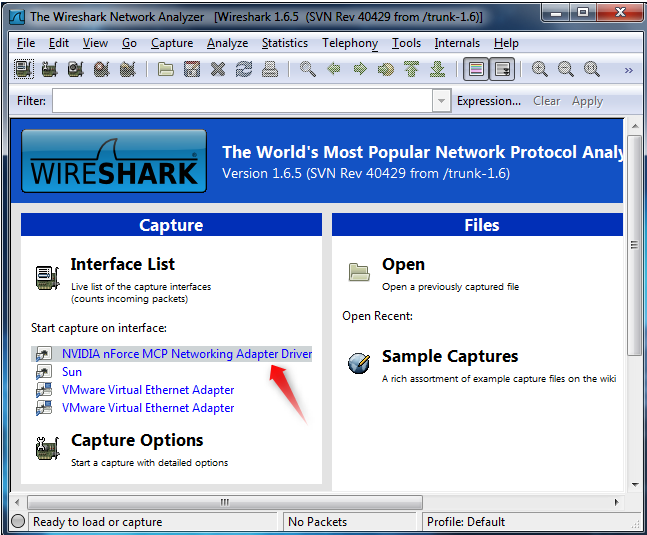 The Wireshark Network Analyzer [Wireshark 1.6.5 (SVN Rev 40429 from /trunk-1.6)]
File Edit View Go Capture Analyze Statistics Telephony Tools Internals Help
Filter: Expression... Clear Apply
WIRESHARK
The World's Most Popular Network Protocol Analy
Version 1.6.5 (SVN Rev 40429 from /trunk-1.6)
Capture
Interface List
Live list of the capture interfaces
(counts incoming packets)
Start capture on interface:
NVIDIA nForce MCP Networking Adapter Driver
Sun
VMware Virtual Ethernet Adapter
VMware Virtual Ethernet Adapter
Capture Options
Start a capture with detailed options
Files
Open
Open a previously captured file
Open Recent:
Sample Captures
A rich assortment of example capture files on the wiki
Ready to load or capture No Packets Profile: Default